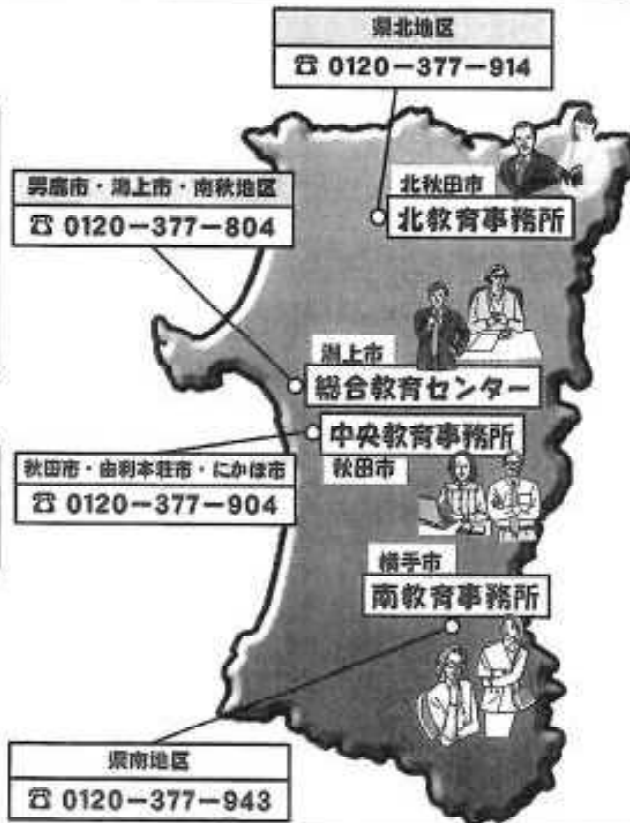 県北地区
☎ 0120-377-914
北秋田市
北教育事務所
男鹿市・潟上市・南秋地区
☎ 0120-377-804
潟上市
総合教育センター
中央教育事務所
秋田市
秋田市・由利本荘市・にかほ市
☎ 0120-377-904
横手市
南教育事務所
県南地区
☎ 0120-377-943